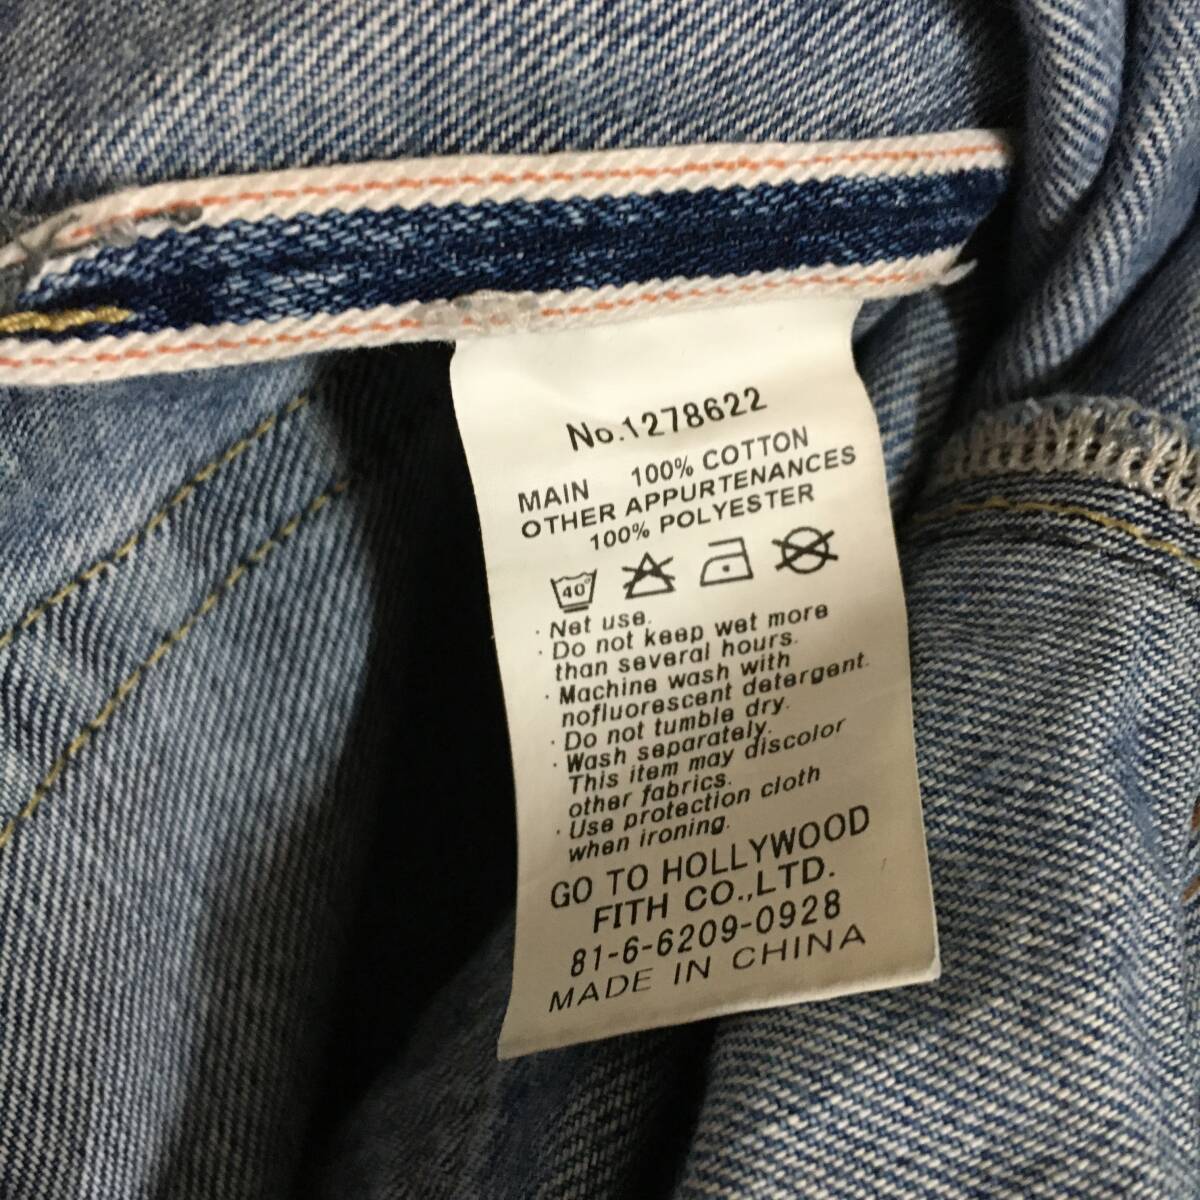 No.1278622
MAIN 100% COTTON
OTHER APPURTENANCES
100% POLYESTER
40°
· Net use.
· Do not keep wet more
than several hours.
· Machine wash with
nofluorescent detergent.
· Do not tumble dry.
· Wash separately.
This item may discolor
other fabrics.
· Use protection cloth
when ironing.
GO TO HOLLYWOOD
FITH CO.,LTD.
81-6-6209-0928
MADE IN CHINA